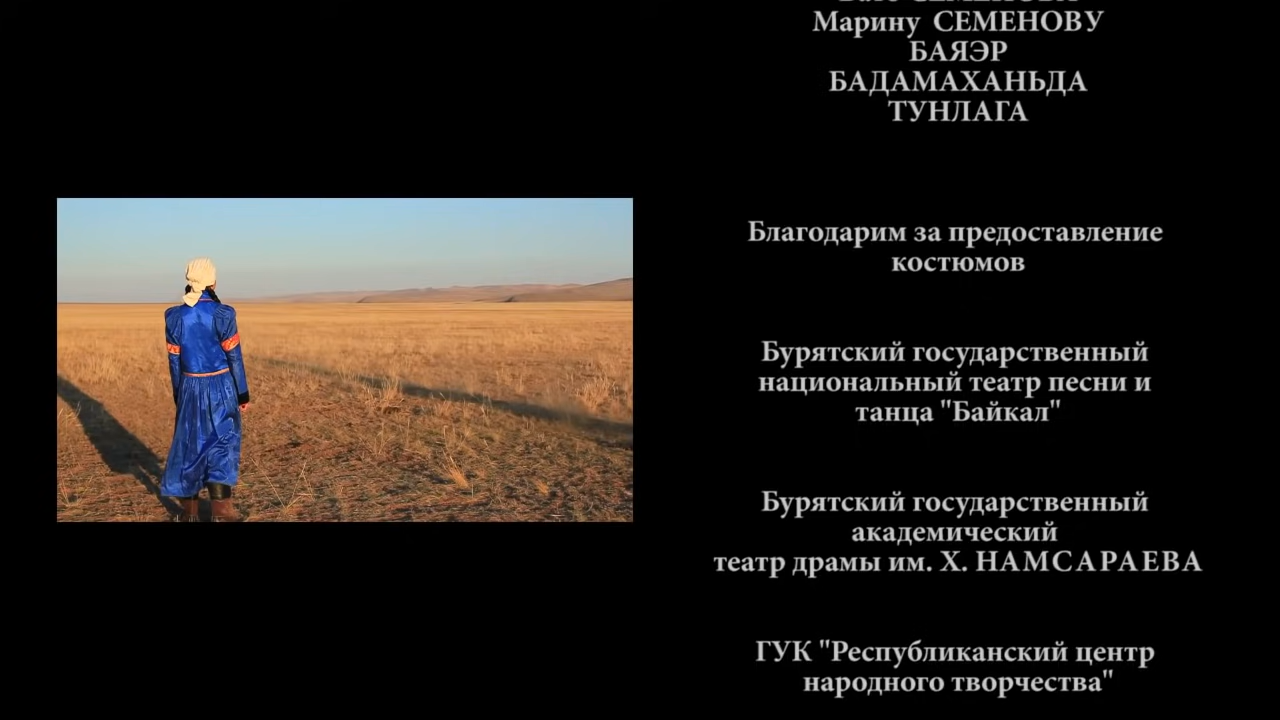 Марину СЕМЕНОВУ
БАЯЭР
БАДАМАХАНЬДА
ТУНЛАГА
Благодарим за предоставление
костюмов
Бурятский государственный
национальный театр песни и
танца "Байкал"
Бурятский государственный
академический
театр драмы им. Х. НАМСАРАЕВА
ГУК "Республиканский центр
народного творчества"